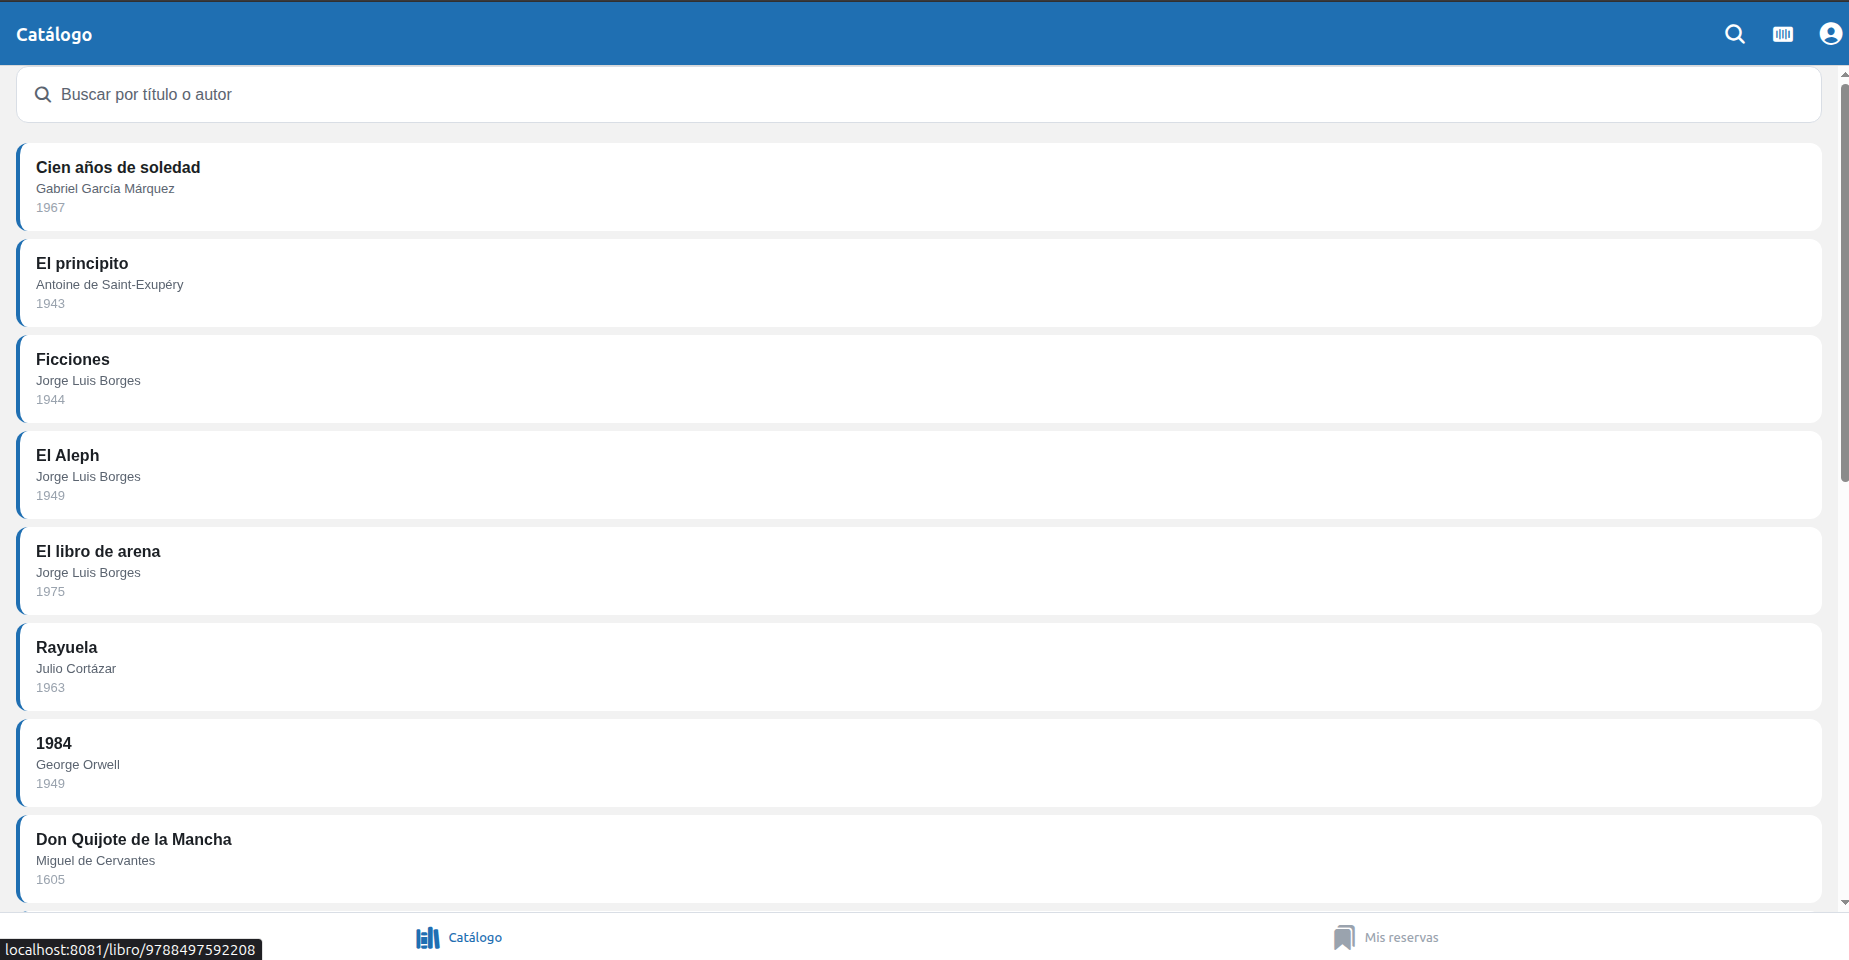 Catálogo
Buscar por título o autor
Cien años de soledad
Gabriel García Márquez
1967
El principito
Antoine de Saint-Exupéry
1943
Ficciones
Jorge Luis Borges
1944
El Aleph
Jorge Luis Borges
1949
El libro de arena
Jorge Luis Borges
1975
Rayuela
Julio Cortázar
1963
1984
George Orwell
1949
Don Quijote de la Mancha
Miguel de Cervantes
1605
Catálogo
Mis reservas
localhost:8081/libro/9788497592208